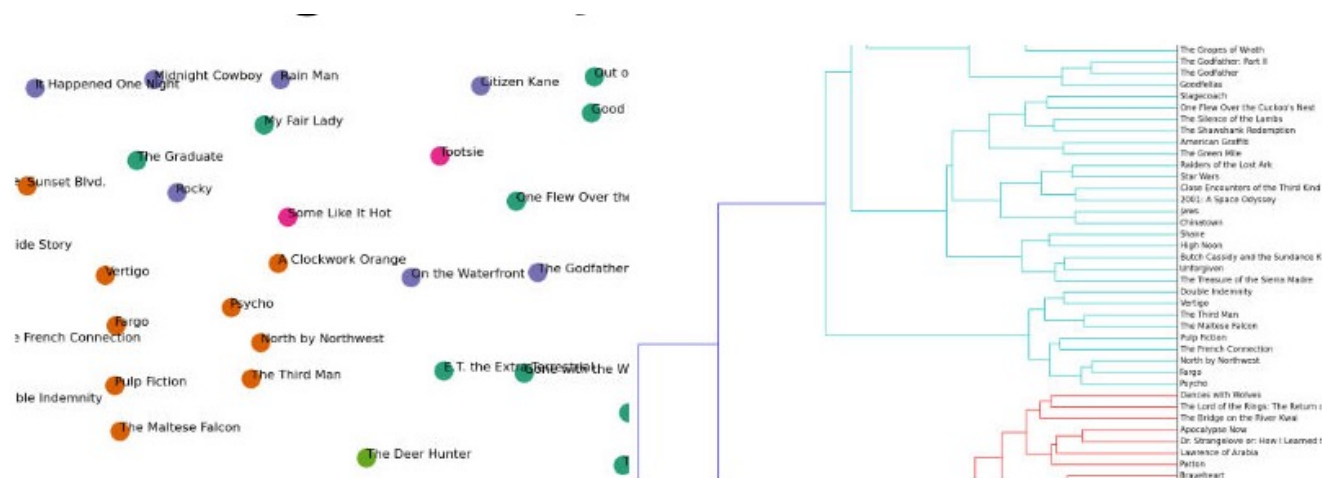 It Happened One Night
Midnight Cowboy
Rain Man
Citizen Kane
Out o
Good
My Fair Lady
The Graduate
Tootsie
Sunset Blvd.
Rocky
One Flew Over the
Some Like It Hot
ide Story
A Clockwork Orange
Vertigo
On the Waterfront
The Godfather
Psycho
Fargo
e French Connection
North by Northwest
E.T. the Extra-Terrestrial
Gone with the W
The Third Man
Pulp Fiction
ble Indemnity
The Maltese Falcon
The Deer Hunter
The Grapes of Wrath
The Godfather: Part II
The Godfather
Goodfellas
Stagecoach
One Flew Over the Cuckoo's Nest
The Silence of the Lambs
The Shawshank Redemption
American Graffiti
The Green Mile
Raiders of the Lost Ark
Star Wars
Close Encounters of the Third Kind
2001: A Space Odyssey
Jaws
Chinatown
Shane
High Noon
Butch Cassidy and the Sundance K
Unforgiven
The Treasure of the Sierra Madre
Double Indemnity
Vertigo
The Third Man
The Maltese Falcon
Pulp Fiction
The French Connection
North by Northwest
Fargo
Psycho
Dances with Wolves
The Lord of the Rings: The Return o
The Bridge on the River Kwai
Apocalypse Now
Dr. Strangelove or: How I Learned t
Lawrence of Arabia
Patton
Braveheart